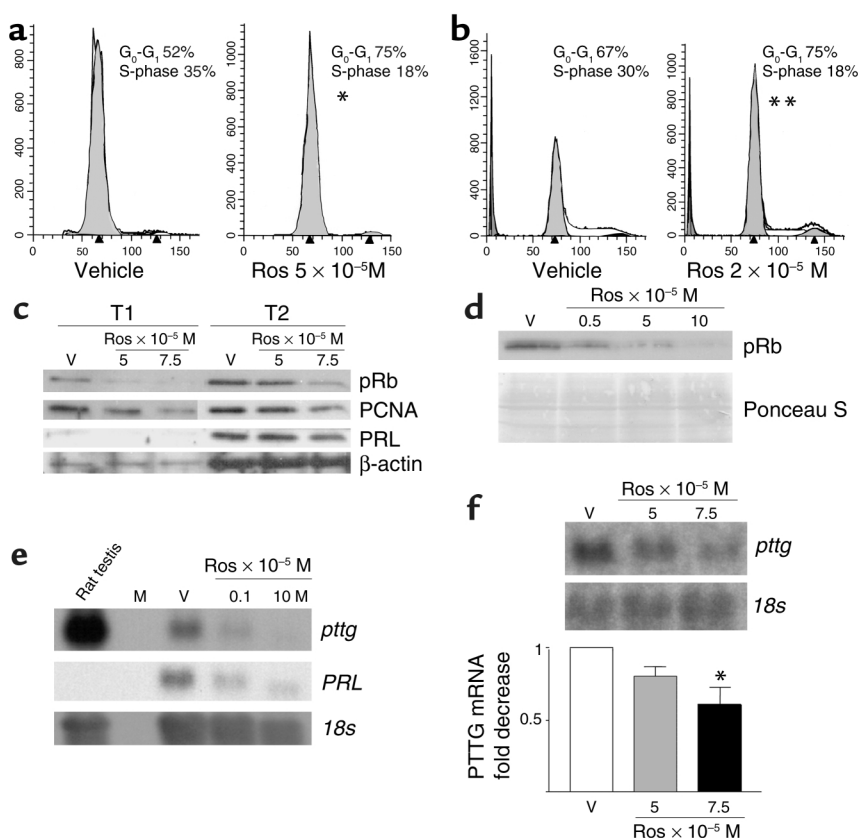 a
G₀-G₁ 52%
S-phase 35%
0 200 400 600 800
0 50 100 150
Vehicle
G₀-G₁ 75%
S-phase 18%
*
0 200 400 600 800 1000
0 50 100 150
Ros 5 × 10⁻⁵M
b
G₀-G₁ 67%
S-phase 30%
0 400 800 1200 1600
0 50 100
Vehicle
G₀-G₁ 75%
S-phase 18%
**
0 200 400 600 800 1000
0 50 100 150
Ros 2 × 10⁻⁵ M
c
T1 T2
Ros × 10⁻⁵ M Ros × 10⁻⁵ M
V 5 7.5 V 5 7.5
pRb
PCNA
PRL
β-actin
d
Ros × 10⁻⁵ M
V 0.5 5 10
pRb
Ponceau S
e
Rat testis
Ros × 10⁻⁵ M
M V 0.1 10 M
pttg
PRL
18s
f
Ros × 10⁻⁵ M
V 5 7.5
pttg
18s
PTTG mRNA
fold decrease
1
0.5
*
V 5 7.5
Ros × 10⁻⁵ M